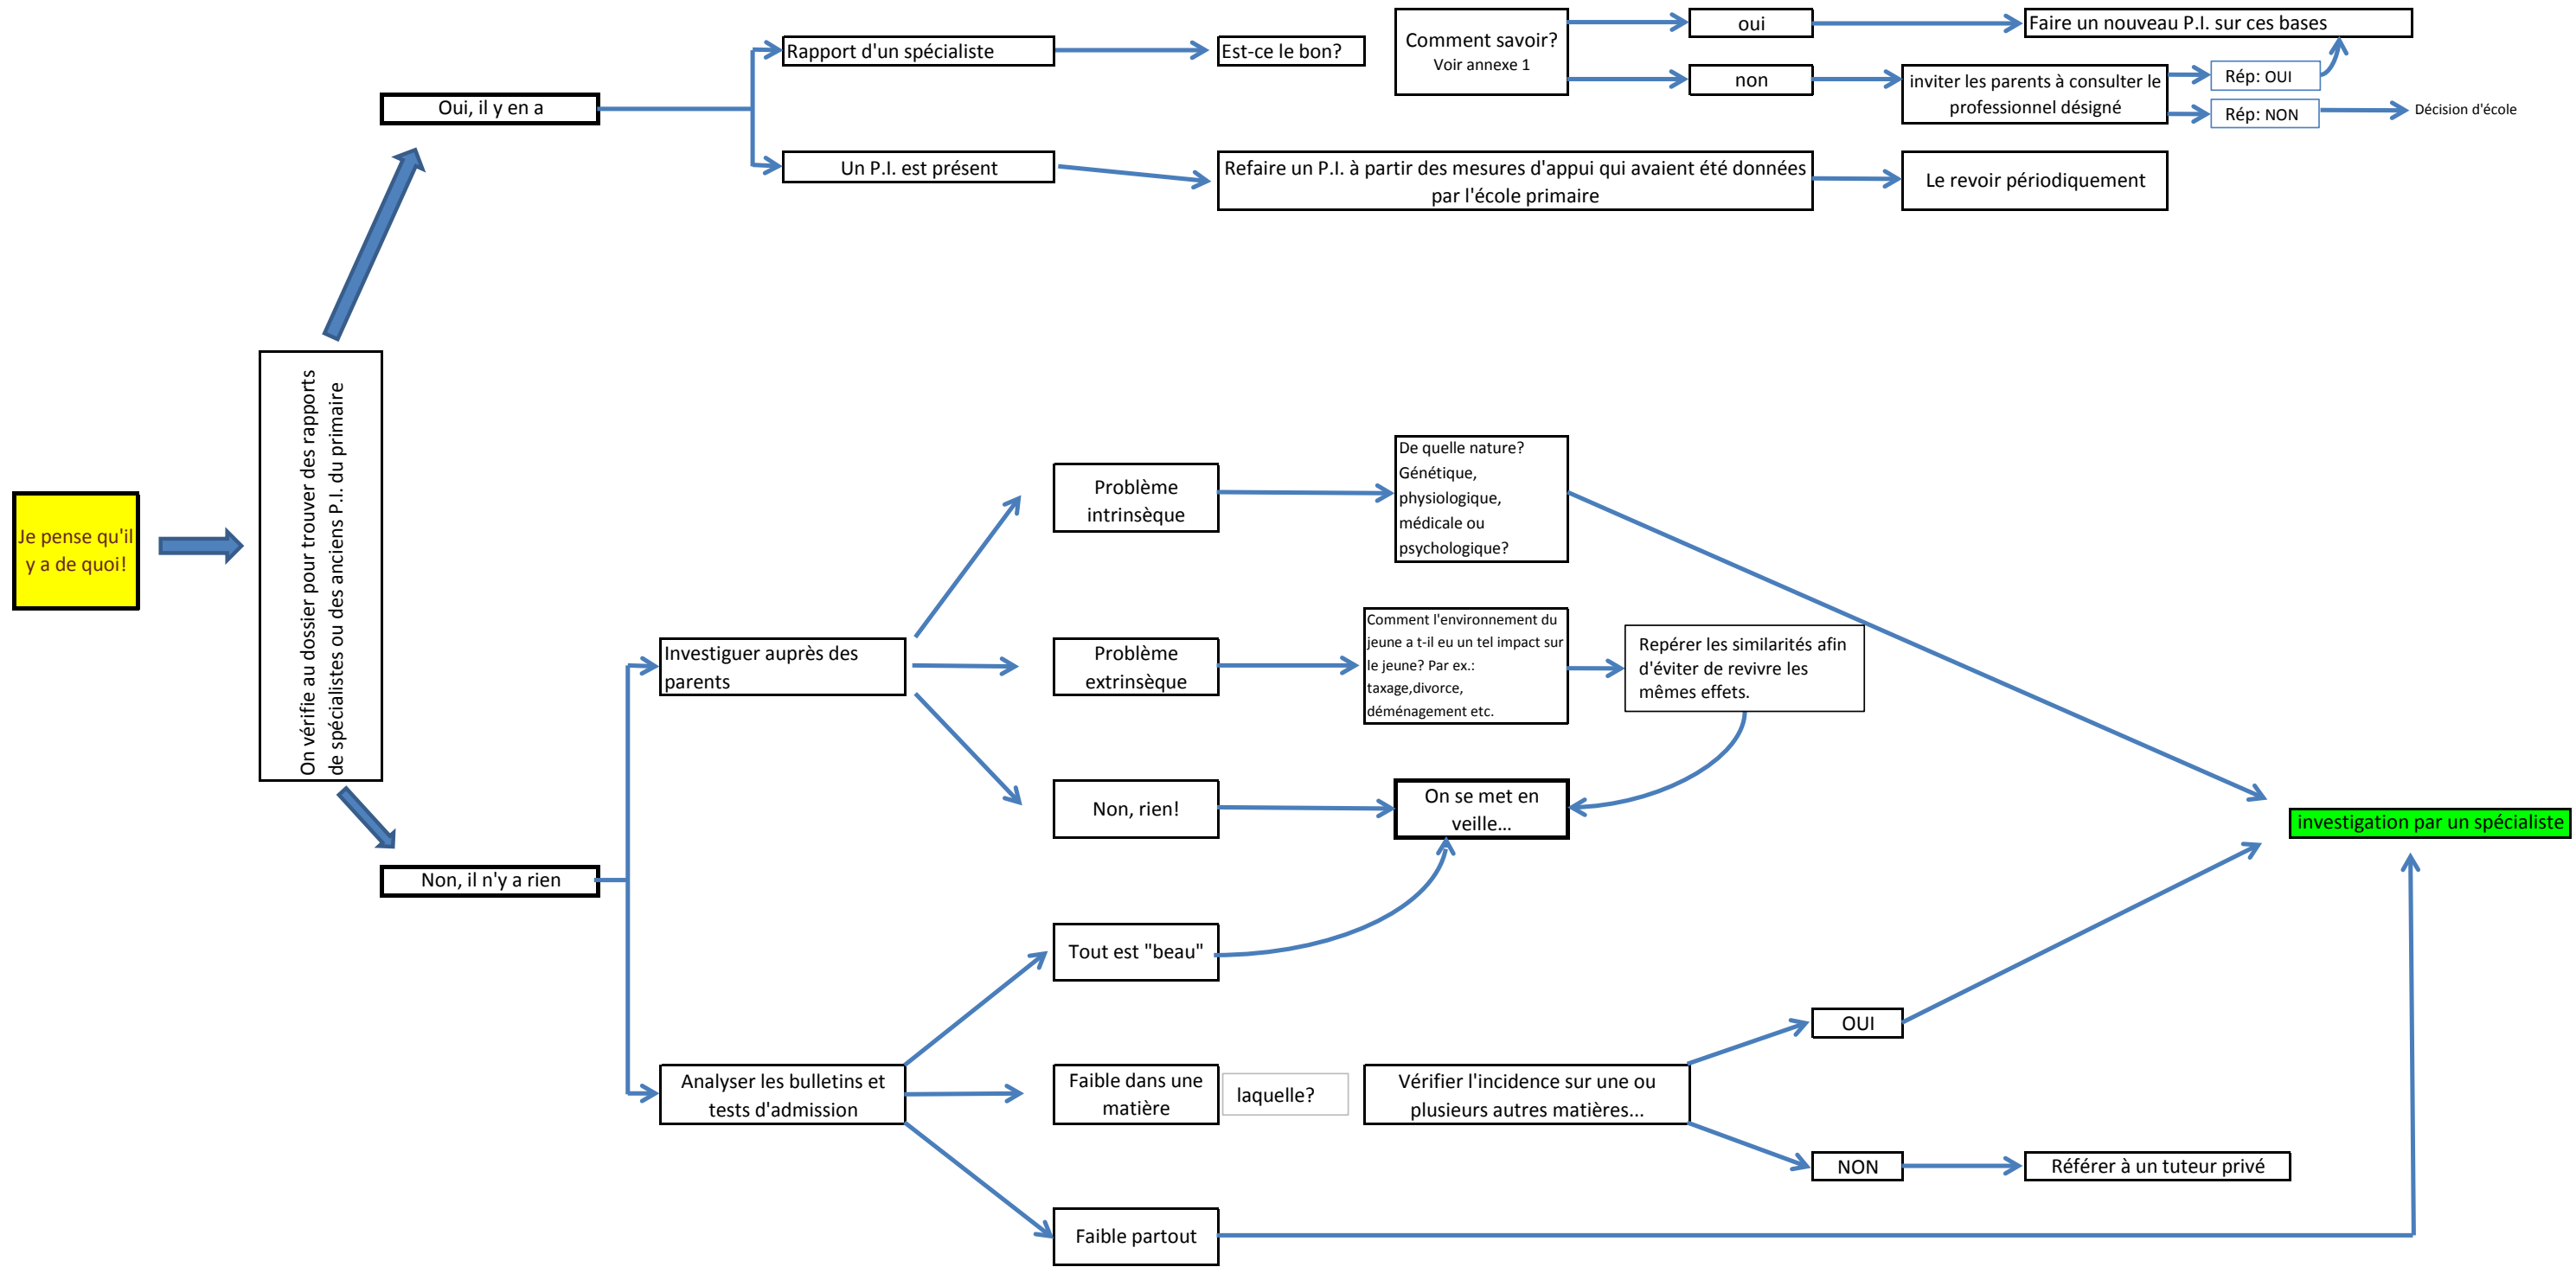 Je pense qu'il
y a de quoi!
On vérifie au dossier pour trouver des rapports
de spécialistes ou des anciens P.I. du primaire
Oui, il y en a
Rapport d'un spécialiste
Est-ce le bon?
Comment savoir?
Voir annexe 1
oui
Faire un nouveau P.I. sur ces bases
non
inviter les parents à consulter le
professionnel désigné
Rép: OUI
Rép: NON
Décision d'école
Un P.I. est présent
Refaire un P.I. à partir des mesures d'appui qui avaient été données
par l'école primaire
Le revoir périodiquement
Non, il n'y a rien
Investiguer auprès des
parents
Problème
intrinsèque
De quelle nature?
Génétique,
physiologique,
médicale ou
psychologique?
Problème
extrinsèque
Comment l'environnement du
jeune a t-il eu un tel impact sur
le jeune? Par ex.:
taxage,divorce,
déménagement etc.
Repérer les similarités afin
d'éviter de revivre les
mêmes effets.
Non, rien!
On se met en
veille...
investigation par un spécialiste
Analyser les bulletins et
tests d'admission
Tout est "beau"
Faible dans une
matière
laquelle?
Vérifier l'incidence sur une ou
plusieurs autres matières...
OUI
NON
Référer à un tuteur privé
Faible partout